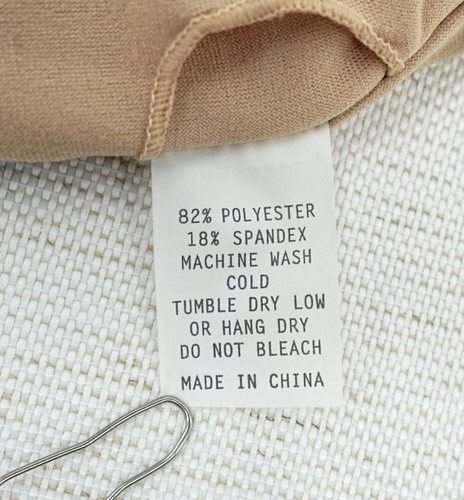 82% POLYESTER
18% SPANDEX
MACHINE WASH
COLD
TUMBLE DRY LOW
OR HANG DRY
DO NOT BLEACH
MADE IN CHINA